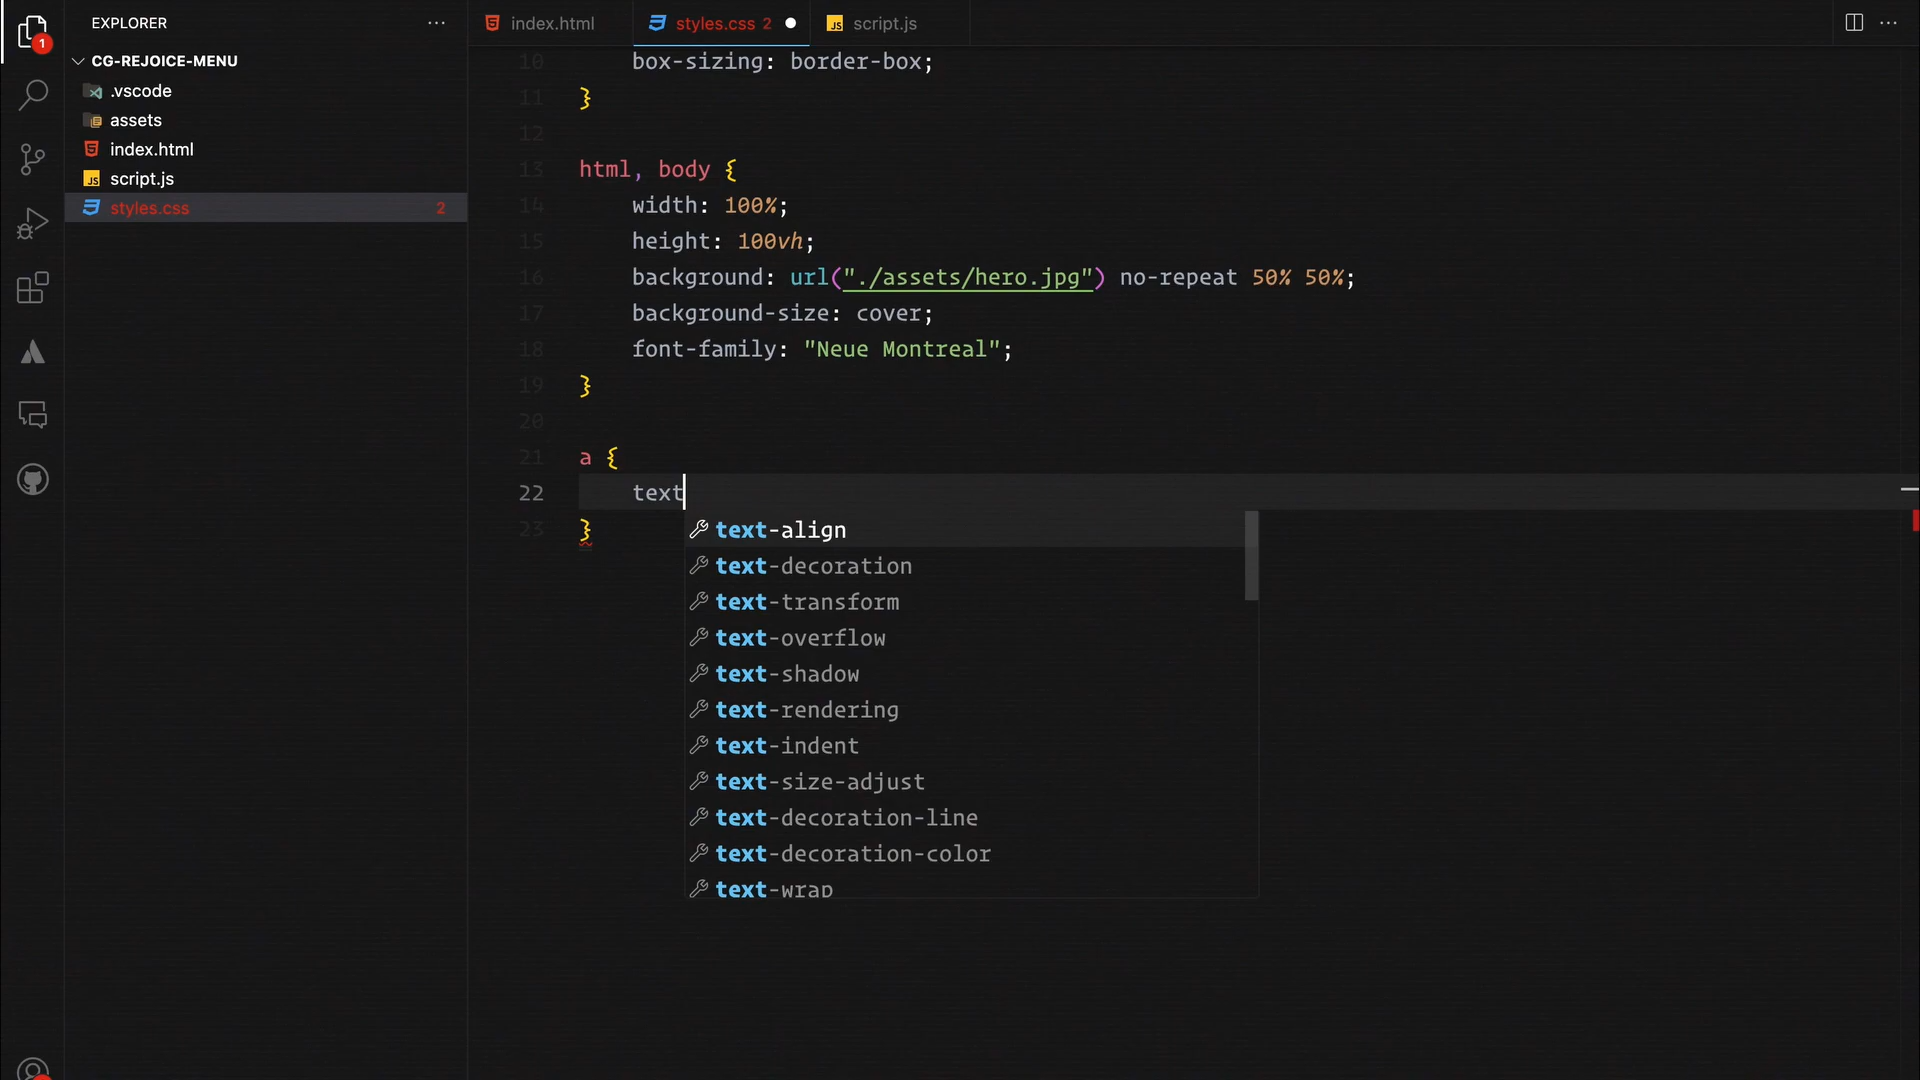 EXPLORER
1
CG-REJOICE-MENU
.vscode
assets
index.html
JS script.js
styles.css 2
index.html
styles.css 2
JS script.js
10 box-sizing: border-box;
11 }
12
13 html, body {
14 width: 100%;
15 height: 100vh;
16 background: url("./assets/hero.jpg") no-repeat 50% 50%;
17 background-size: cover;
18 font-family: "Neue Montreal";
19 }
20
21 a {
22 text
23 }
text-align
text-decoration
text-transform
text-overflow
text-shadow
text-rendering
text-indent
text-size-adjust
text-decoration-line
text-decoration-color
text-wrap